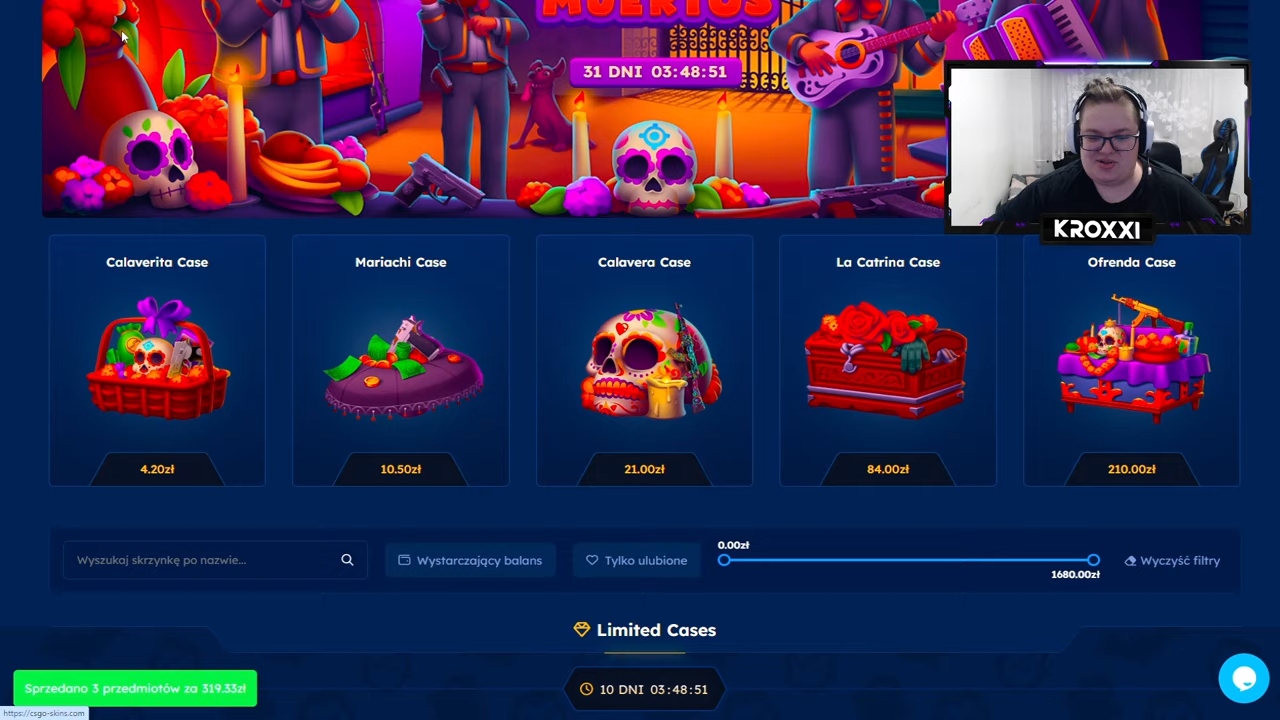 MUERTOS
31 DNI 03:48:51
KROXXI
Calaverita Case
Mariachi Case
Calavera Case
La Catrina Case
Ofrenda Case
4.20zł
10.50zł
21.00zł
84.00zł
210.00zł
Wyszukaj skrzynkę po nazwie...
Wystarczający balans
Tylko ulubione
0.00zł
1680.00zł
Wyczyść filtry
Limited Cases
10 DNI 03:48:51
Sprzedano 3 przedmiotów za 319.33zł
https://csgo-skins.com